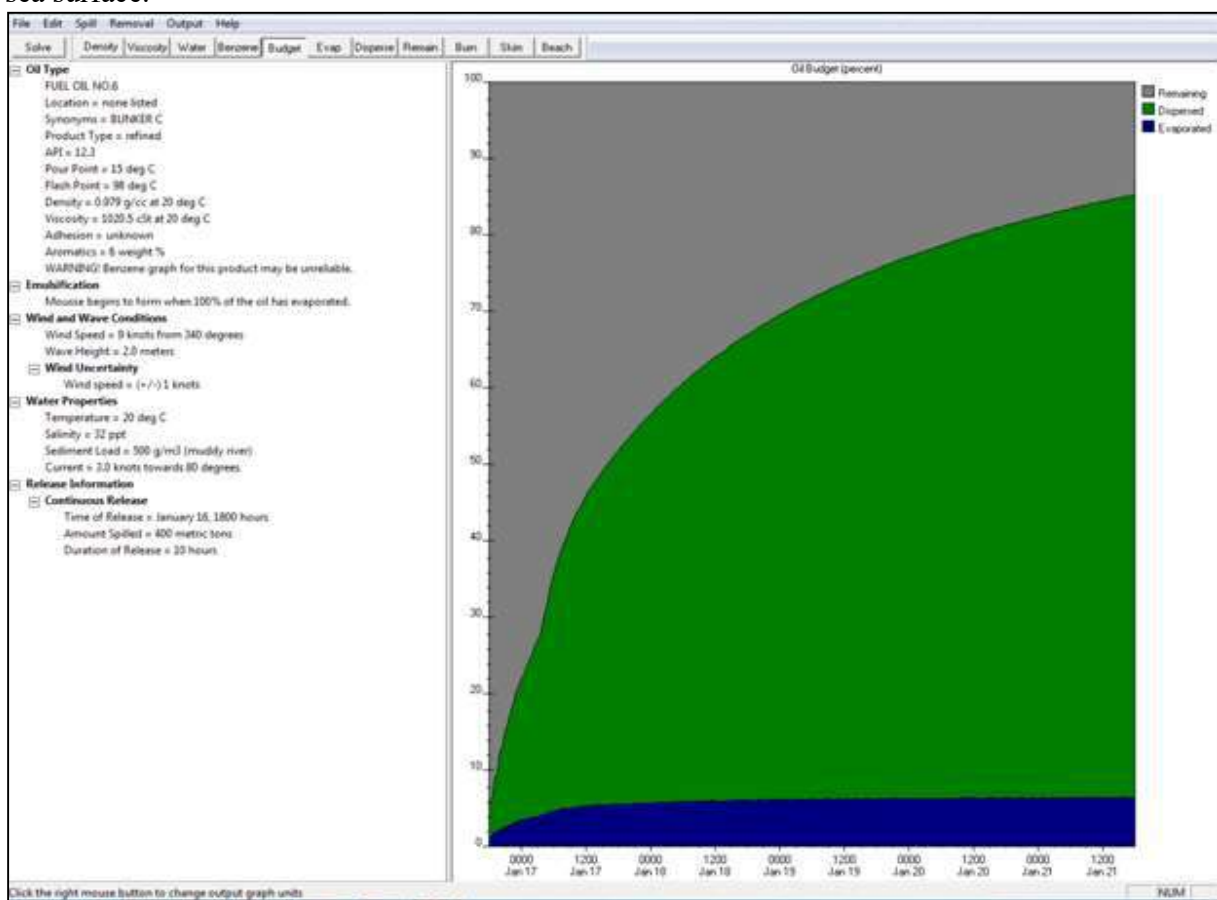 sea surface.
File Edit Spill Removal Output Help
Solve Density Viscosity Water Benzene Budget Evap Disperse Remain Burn Skim Beach
Oil Type
FUEL OIL NO.6
Location = none listed
Synonyms = BUNKER C
Product Type = refined
API = 12.3
Pour Point = 15 deg C
Flash Point = 98 deg C
Density = 0.979 g/cc at 20 deg C
Viscosity = 1020.5 cSt at 20 deg C
Adhesion = unknown
Aromatics = 6 weight %
WARNING! Benzene graph for this product may be unreliable.
Emulsification
Mousse begins to form when 100% of the oil has evaporated.
Wind and Wave Conditions
Wind Speed = 9 knots from 340 degrees
Wave Height = 2.0 meters
Wind Uncertainty
Wind speed = (+/-) 1 knots
Water Properties
Temperature = 20 deg C
Salinity = 32 ppt
Sediment Load = 500 g/m3 (muddy river)
Current = 3.0 knots towards 80 degrees
Release Information
Continuous Release
Time of Release = January 16, 1800 hours
Amount Spilled = 400 metric tons
Duration of Release = 10 hours
Oil Budget (percent)
100
90
80
70
60
50
40
30
20
10
0
0000 1200 0000 1200 0000 1200 0000 1200 0000 1200
Jan 17 Jan 17 Jan 18 Jan 18 Jan 19 Jan 19 Jan 20 Jan 20 Jan 21 Jan 21
Remaining
Dispersed
Evaporated
Click the right mouse button to change output graph units
NUM